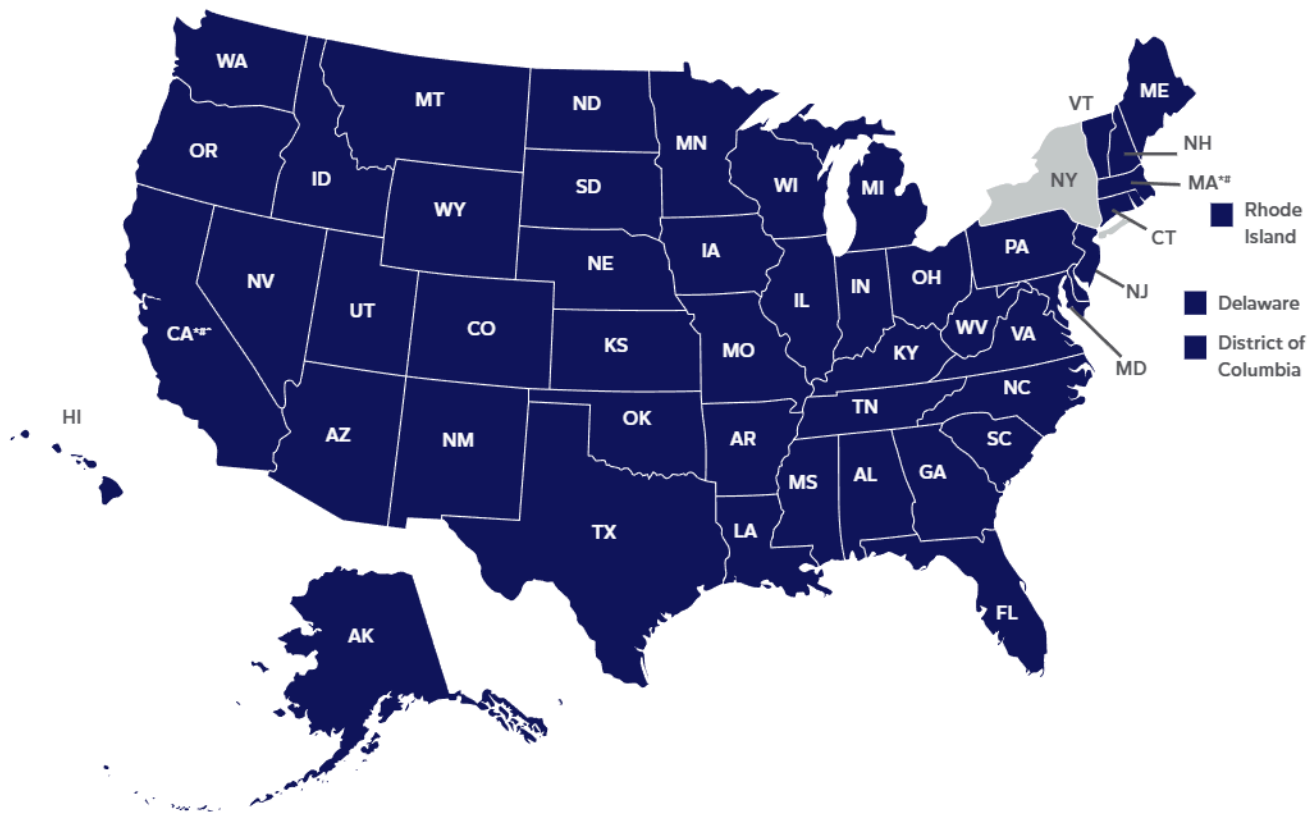 WA
MT
ND
MN
ME
VT
OR
ID
SD
WI
MI
NH
NY
MA*#
WY
Rhode
Island
CT
IA
PA
NE
NV
OH
IN
IL
NJ
UT
CO
Delaware
CA*#^
WV
VA
KS
MO
KY
District of
Columbia
MD
NC
HI
TN
OK
AZ
NM
AR
SC
MS
AL
GA
TX
LA
FL
AK